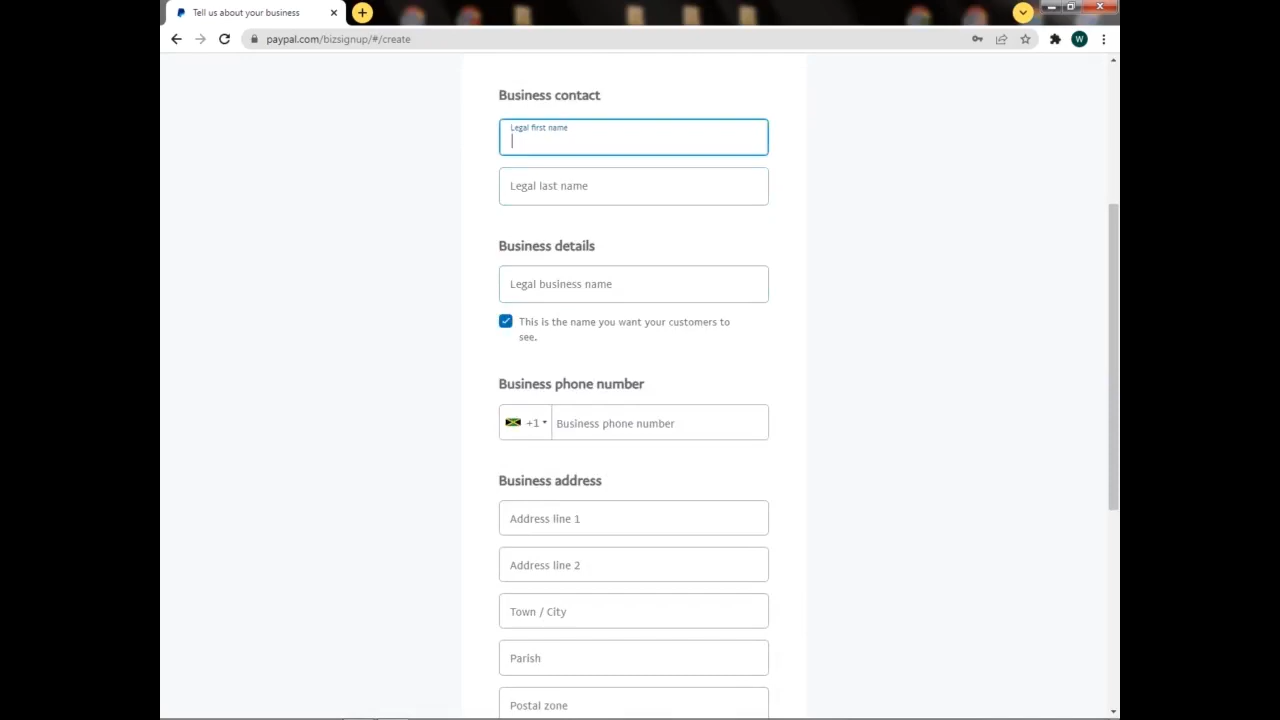 Tell us about your business
paypal.com/bizsignup/#/create
W
Business contact
Legal first name
Legal last name
Business details
Legal business name
This is the name you want your customers to
see.
Business phone number
+1
Business phone number
Business address
Address line 1
Address line 2
Town / City
Parish
Postal zone